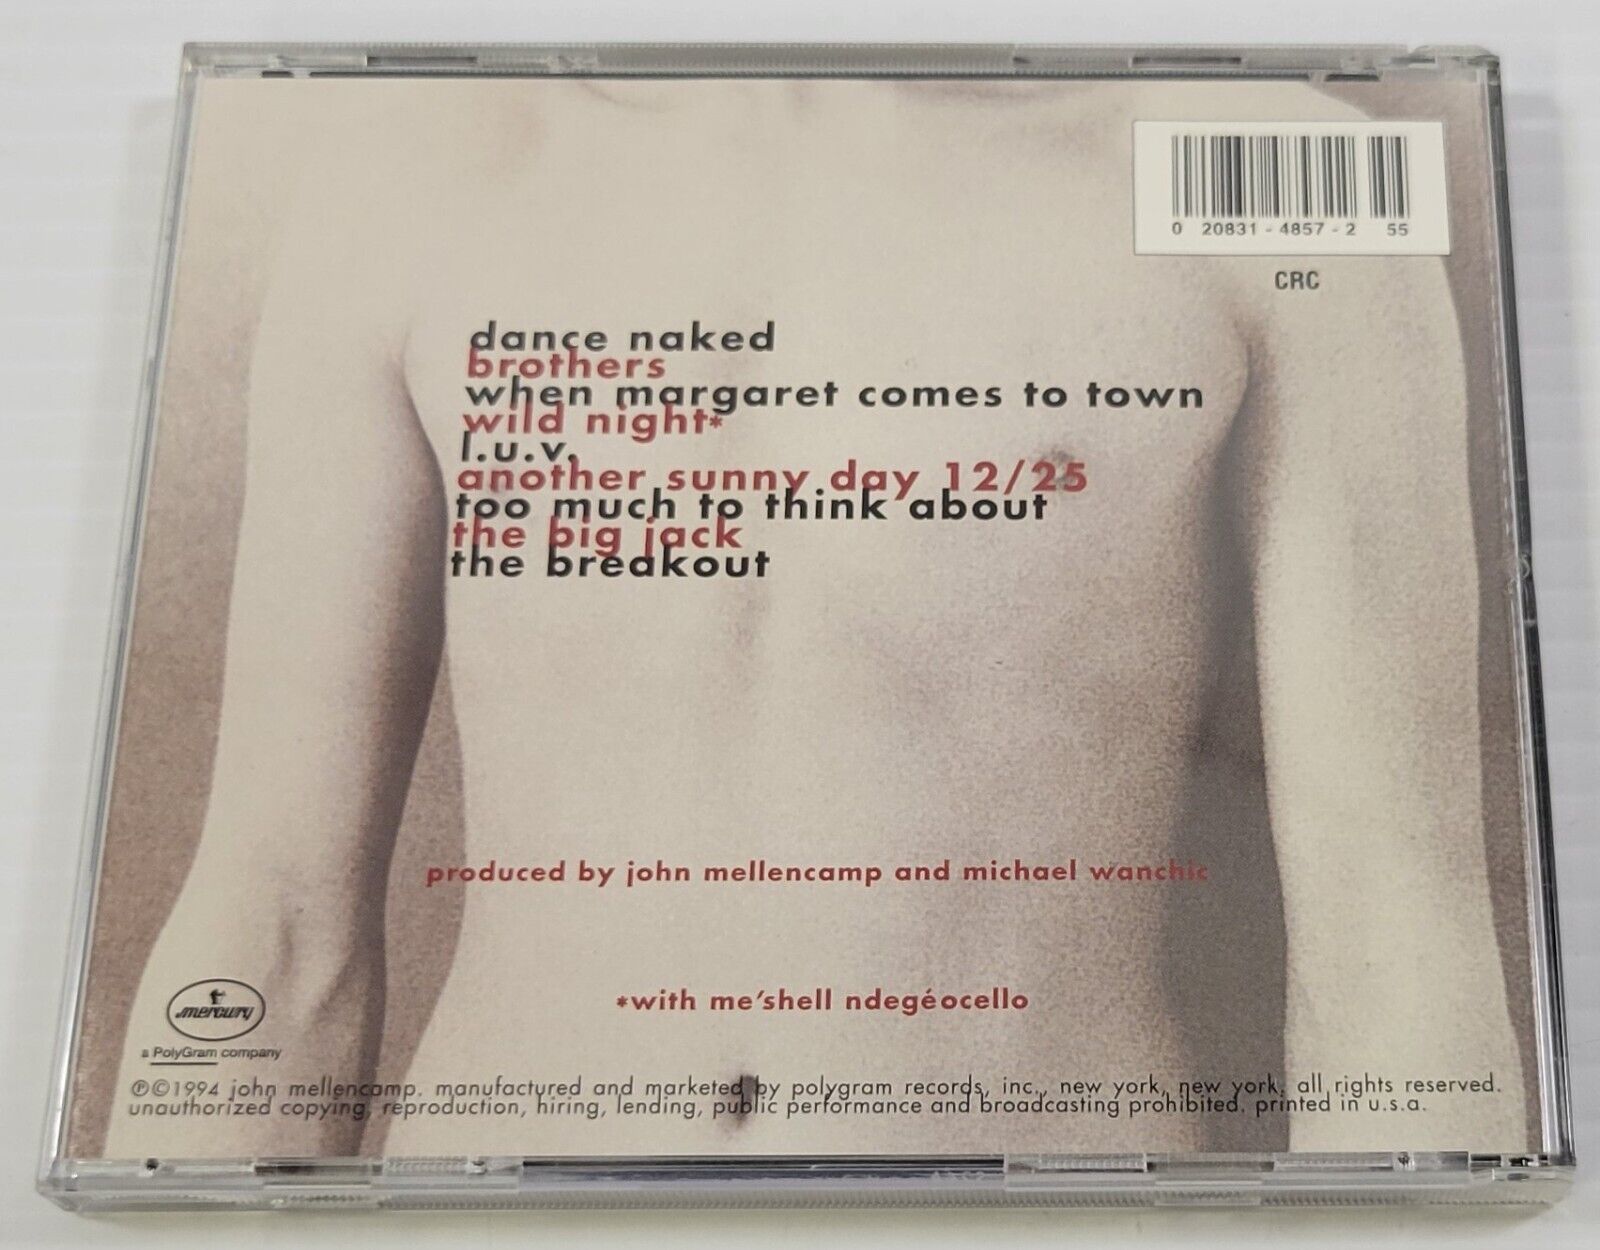 0 20831 - 4857 - 2 55
CRC
dance naked
brothers
when margaret comes to town
wild night*
l.u.v.
another sunny day 12/25
too much to think about
the big jack
the breakout
produced by john mellencamp and michael wanchic
*with me'shell ndegéocello
mercury
a PolyGram company
℗©1994 john mellencamp. manufactured and marketed by polygram records, inc., new york, new york. all rights reserved.
unauthorized copying, reproduction, hiring, lending, public performance and broadcasting prohibited. printed in u.s.a.